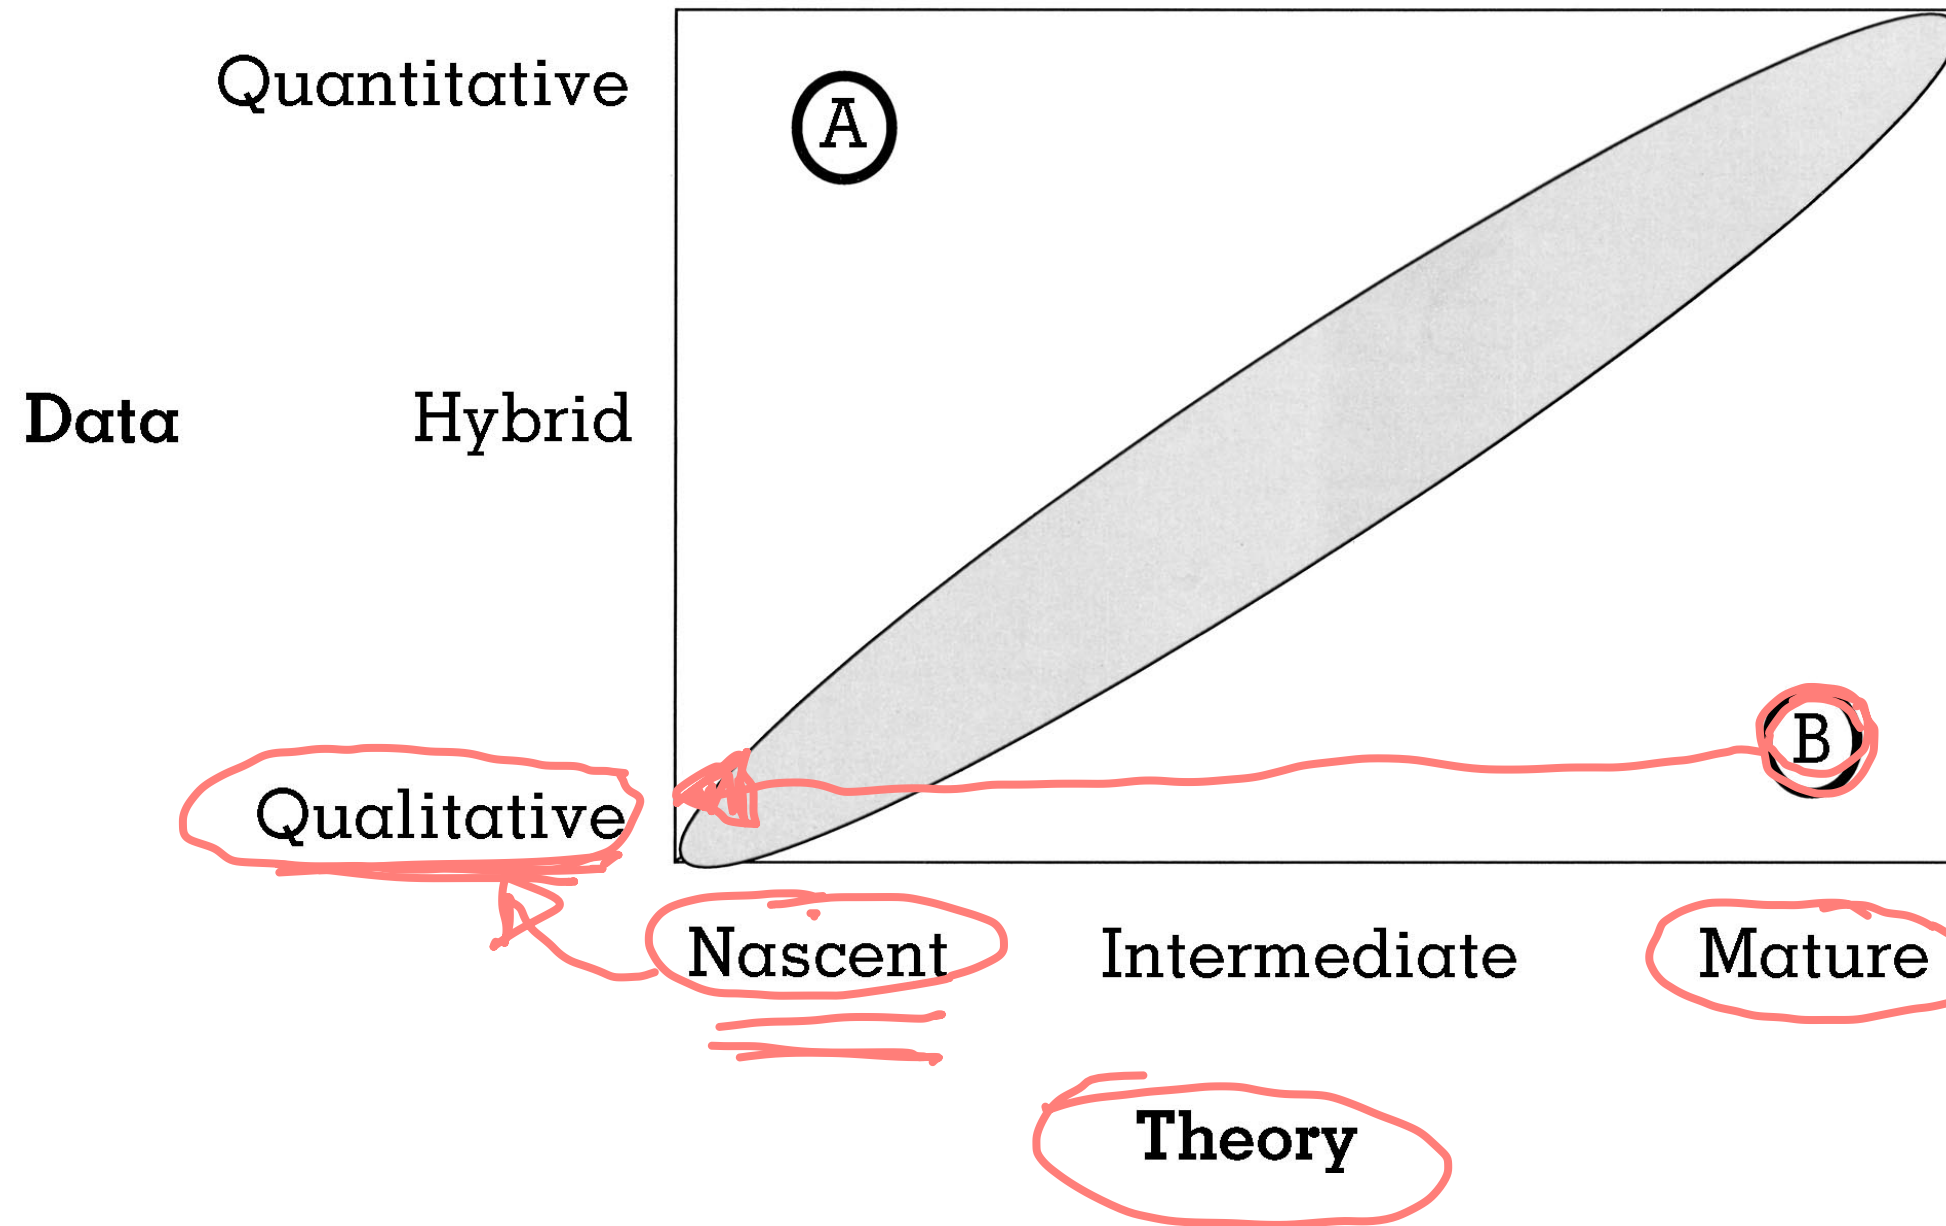 Quantitative
A
Data
Hybrid
B
Qualitative
Nascent
Intermediate
Mature
Theory